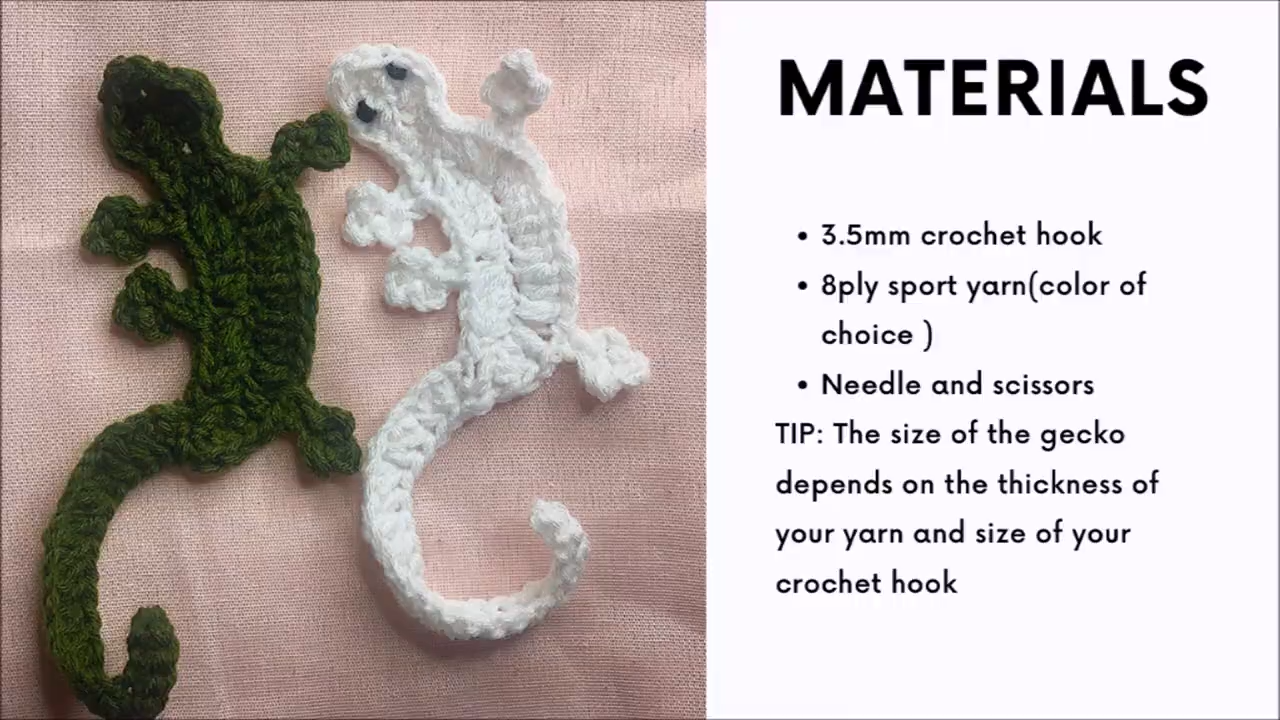 MATERIALS
• 3.5mm crochet hook
• 8ply sport yarn(color of
choice )
• Needle and scissors
TIP: The size of the gecko
depends on the thickness of
your yarn and size of your
crochet hook